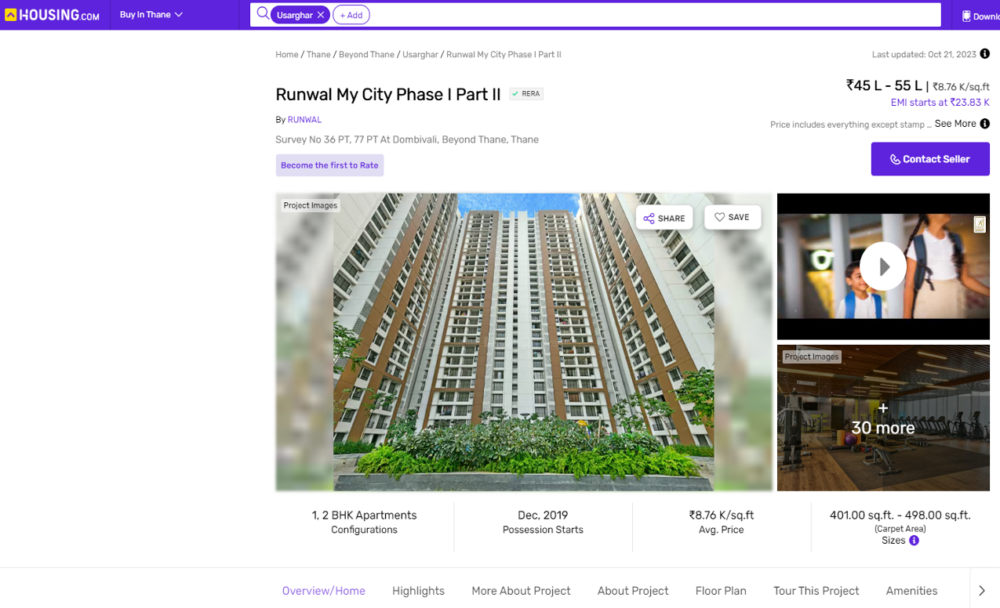 HOUSING.COM
Buy In Thane
Usarghar
+ Add
Downlo
Home / Thane / Beyond Thane / Usarghar / Runwal My City Phase I Part II
Last updated: Oct 21, 2023
Runwal My City Phase I Part II
RERA
₹45 L - 55 L | ₹8.76 K/sq.ft
EMI starts at ₹23.83 K
By RUNWAL
Price includes everything except stamp ... See More
Survey No 36 PT, 77 PT At Dombivali, Beyond Thane, Thane
Contact Seller
Become the first to Rate
Project Images
SHARE
SAVE
Project Images
+
30 more
1, 2 BHK Apartments
Configurations
Dec, 2019
Possession Starts
₹8.76 K/sq.ft
Avg. Price
401.00 sq.ft. - 498.00 sq.ft.
(Carpet Area)
Sizes
Overview/Home
Highlights
More About Project
About Project
Floor Plan
Tour This Project
Amenities